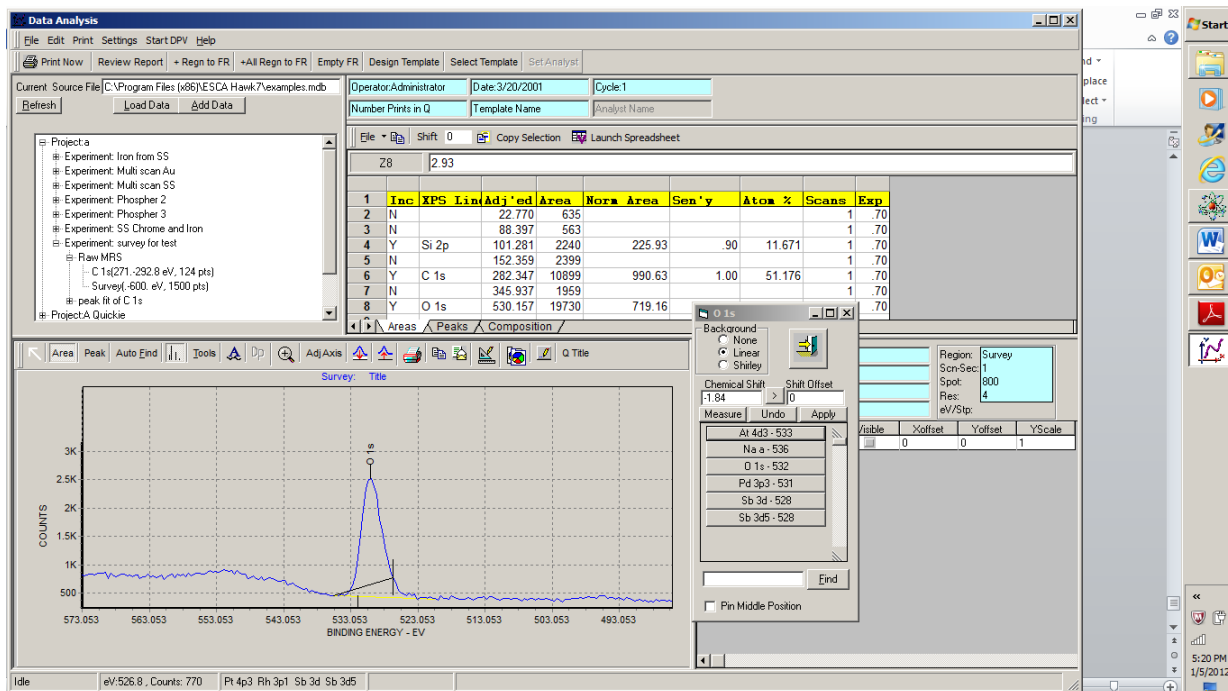 Data Analysis
File Edit Print Settings Start DPV Help
Print Now Review Report + Regn to FR +All Regn to FR Empty FR Design Template Select Template Set Analyst
Current Source File C:\Program Files (x86)\ESCA Hawk7\examples.mdb
Refresh Load Data Add Data
Project:a
Experiment: Iron from SS
Experiment: Multi scan Au
Experiment: Multi scan SS
Experiment: Phospher 2
Experiment: Phospher 3
Experiment: SS Chrome and Iron
Experiment: survey for test
Raw MRS
C 1s(271.-292.8 eV, 124 pts)
Survey(.-600. eV, 1500 pts)
peak fit of C 1s
Project:A Quickie
Operator:Administrator Date:3/20/2001 Cycle:1
Number Prints in Q Template Name Analyst Name
File Shift 0 Copy Selection Launch Spreadsheet
Z8 2.93
1 Inc XPS Line Adj'ed Area Norm Area Sen'y Atom % Scans Exp
2 N 22.770 635 1 .70
3 N 88.397 563 1 .70
4 Y Si 2p 101.281 2240 225.93 .90 11.671 1 .70
5 N 152.359 2399 1 .70
6 Y C 1s 282.347 10899 990.63 1.00 51.176 1 .70
7 N 345.937 1959 1 .70
8 Y O 1s 530.157 19730 719.16 .70
Areas Peaks Composition
Area Peak Auto Find Tools Dp Adj Axis Q Title
Survey: Title
O 1s
COUNTS
3K
2.5K
2K
1.5K
1K
500
573.053 563.053 553.053 543.053 533.053 523.053 513.053 503.053 493.053
BINDING ENERGY - EV
O 1s
Background
None
Linear
Shirley
Chemical Shift Shift Offset
-1.84 > 0
Measure Undo Apply
At 4d3 - 533
Na a - 536
O 1s - 532
Pd 3p3 - 531
Sb 3d - 528
Sb 3d5 - 528
Find
Pin Middle Position
Region: Survey
Scn-Sec: 1
Spot: 800
Res: 4
eV/Stp:
Visible Xoffset Yoffset YScale
0 0 1
Idle eV:526.8 , Counts: 770 Pt 4p3 Rh 3p1 Sb 3d Sb 3d5
nd
place
lect
ing
Start
5:20 PM
1/5/2012